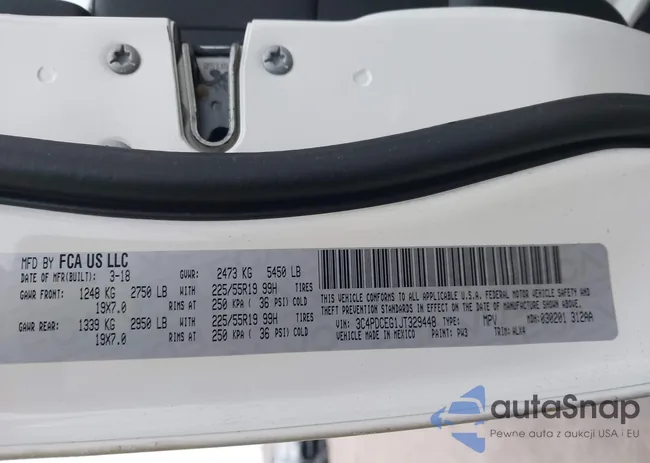 MFD BY FCA US LLC
DATE OF MFR(BUILT): 3-18 GVWR: 2473 KG 5450 LB
GAWR FRONT: 1248 KG 2750 LB WITH 225/55R19 99H TIRES
19X7.0 RIMS AT 250 KPA ( 36 PSI) COLD
GAWR REAR: 1339 KG 2950 LB WITH 225/55R19 99H TIRES
19X7.0 RIMS AT 250 KPA ( 36 PSI) COLD
THIS VEHICLE CONFORMS TO ALL APPLICABLE U.S.A. FEDERAL MOTOR VEHICLE SAFETY AND
THEFT PREVENTION STANDARDS IN EFFECT ON THE DATE OF MANUFACTURE SHOWN ABOVE.
VIN: 3C4PDCEG1JT329448 TYPE: MPV MDH: 030201 312AA
VEHICLE MADE IN MEXICO PAINT: PW3 TRIM: ALX4
autaSnap
Pewne auta z aukcji USA i EU